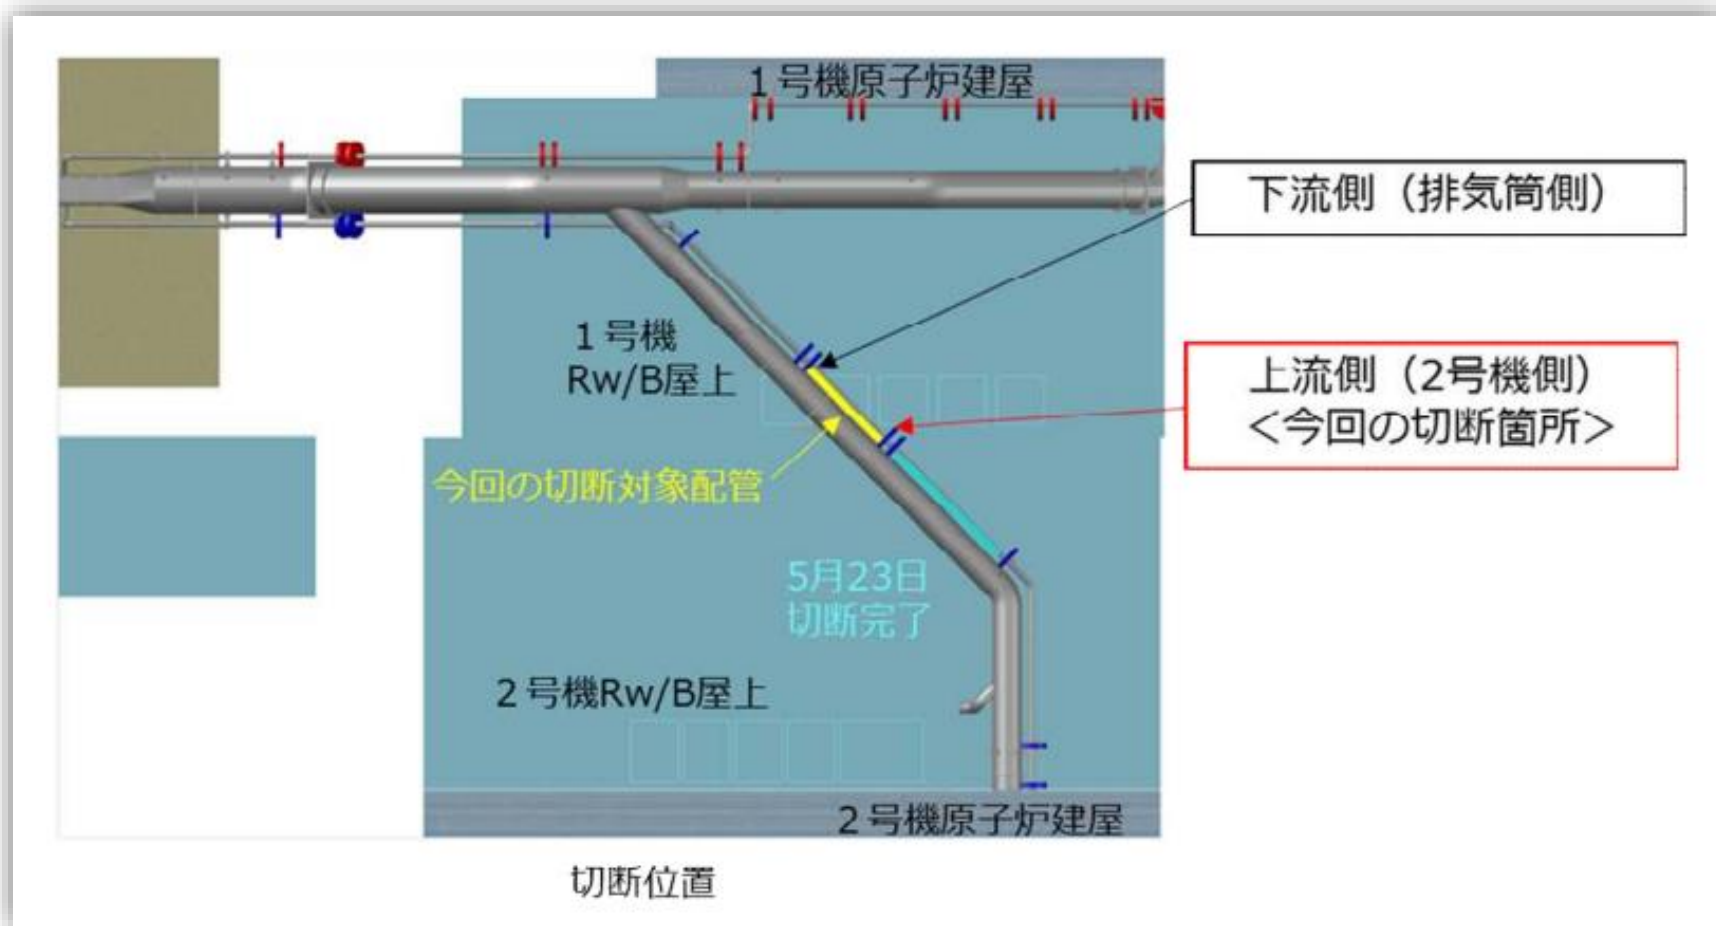 1号機原子炉建屋
下流側（排気筒側）
1号機
Rw/B屋上
上流側（2号機側）
＜今回の切断箇所＞
今回の切断対象配管
5月23日
切断完了
2号機Rw/B屋上
2号機原子炉建屋
切断位置